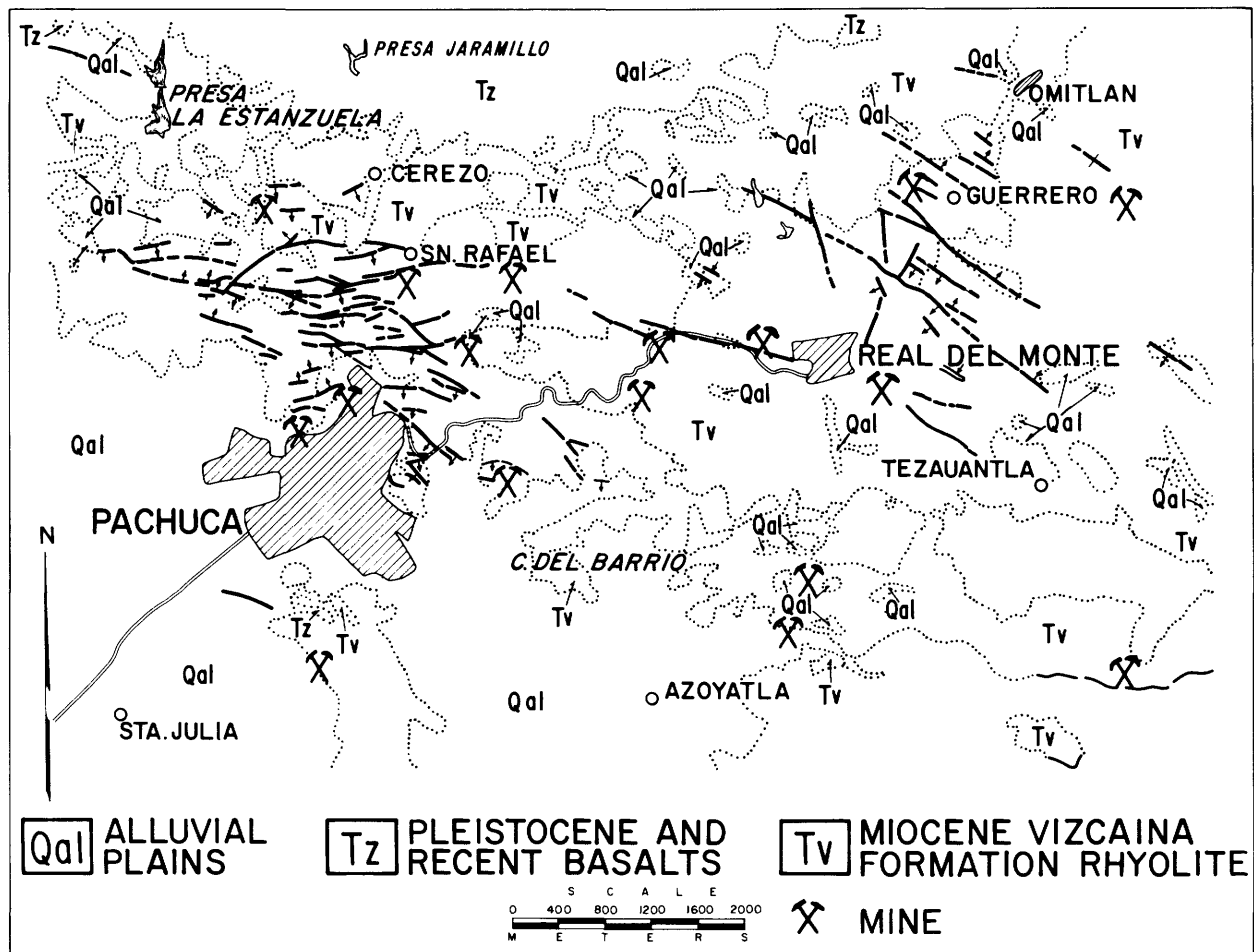 Tz
Qal
PRESA JARAMILLO
Tz
Qal
Tv
Qal
PRESA
LA ESTANZUELA
Tz
OMITLAN
Tv
Qal
Qal
Qal
Tv
CEREZO
Tv
Qal
GUERRERO
Qal
Tv
Tv
Tv
SN. RAFAEL
Qal
Qal
REAL DEL MONTE
Qal
Qal
Tv
Qal
Qal
TEZAUANTLA
Qal
PACHUCA
Qal
N
Tv
C. DEL BARRIO
Qal
Qal
Tv
Tz
Tv
Tv
Qal
Qal
AZOYATLA
Tv
STA. JULIA
Tv
Qal
ALLUVIAL
PLAINS
Tz
PLEISTOCENE AND
RECENT BASALTS
Tv
MIOCENE VIZCAINA
FORMATION RHYOLITE
SCALE
0 400 800 1200 1600 2000
METERS
MINE